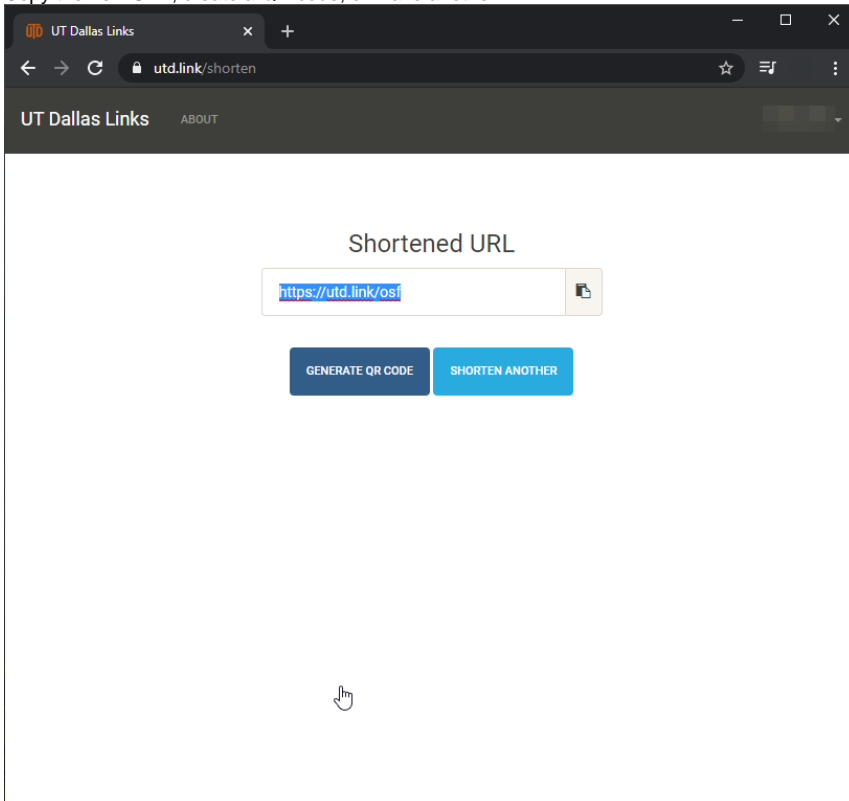 UTD UT Dallas Links
utd.link/shorten
UT Dallas Links ABOUT
Shortened URL
https://utd.link/osf
GENERATE QR CODE SHORTEN ANOTHER